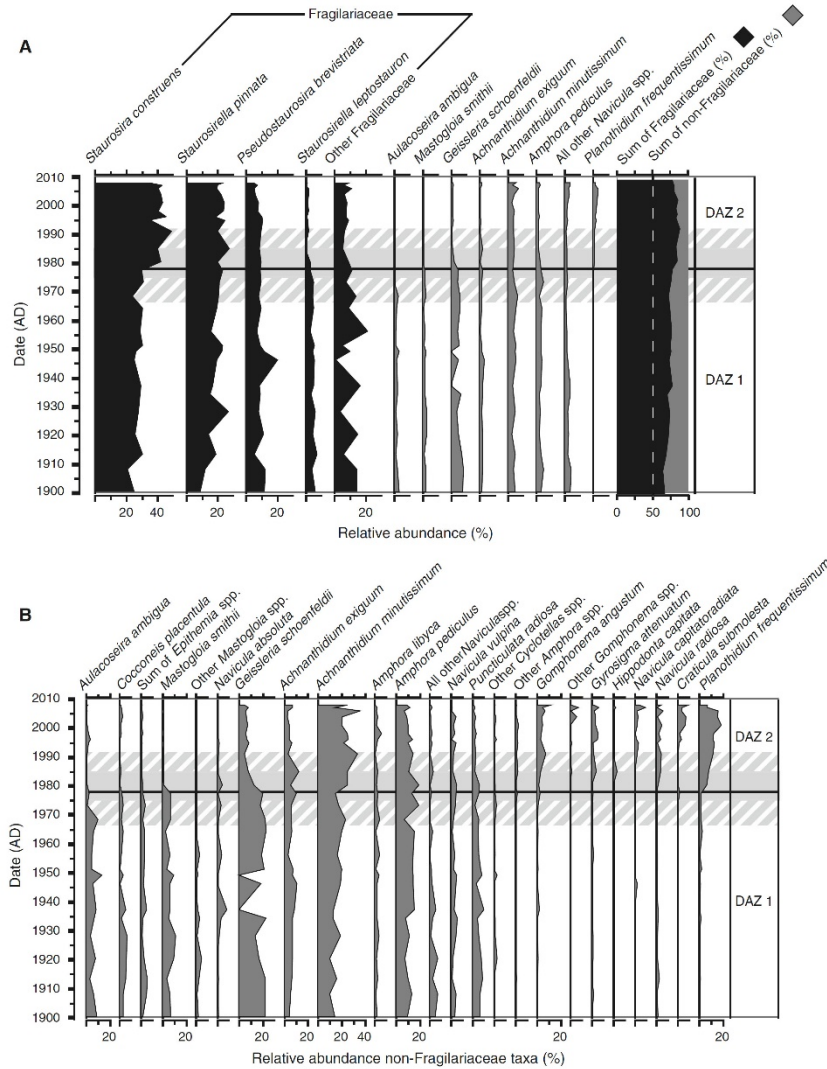 Fragilariaceae
A
Staurosira construens
Staurosirella pinnata
Pseudostaurosira brevistriata
Staurosirella leptostauron
Other Fragilariaceae
Aulacoseira ambigua
Mastogloia smithii
Geissleria schoenfeldii
Achnanthidium exiguum
Achnanthidium minutissimum
Amphora pediculus
All other Navicula spp.
Planothidium frequentissimum
Sum of Fragilariaceae (%)
Sum of non-Fragilariaceae (%)
2010
2000
1990
1980
1970
1960
1950
1940
1930
1920
1910
1900
Date (AD)
DAZ 2
DAZ 1
20 40 20 20 20 20 20 20 0 50 100
Relative abundance (%)
B
Aulacoseira ambigua
Cocconeis placentula
Sum of Epithemia spp.
Mastogloia smithii
Other Mastogloia spp.
Navicula absoluta
Geissleria schoenfeldii
Achnanthidium exiguum
Achnanthidium minutissimum
Amphora libyca
Amphora pediculus
All other Naviculaspp.
Navicula vulpina
Puncticulata radiosa
Other Cyclotellas spp.
Other Amphora spp.
Gomphonema angustum
Other Gomphonema spp.
Gyrosigma attenuatum
Hippodonta capitata
Navicula capitatoradiata
Navicula radiosa
Craticula submolesta
Planothidium frequentissimum
2010
2000
1990
1980
1970
1960
1950
1940
1930
1920
1910
1900
Date (AD)
DAZ 2
DAZ 1
20 20 20 20 40 20 20 20 20
Relative abundance non-Fragilariaceae taxa (%)